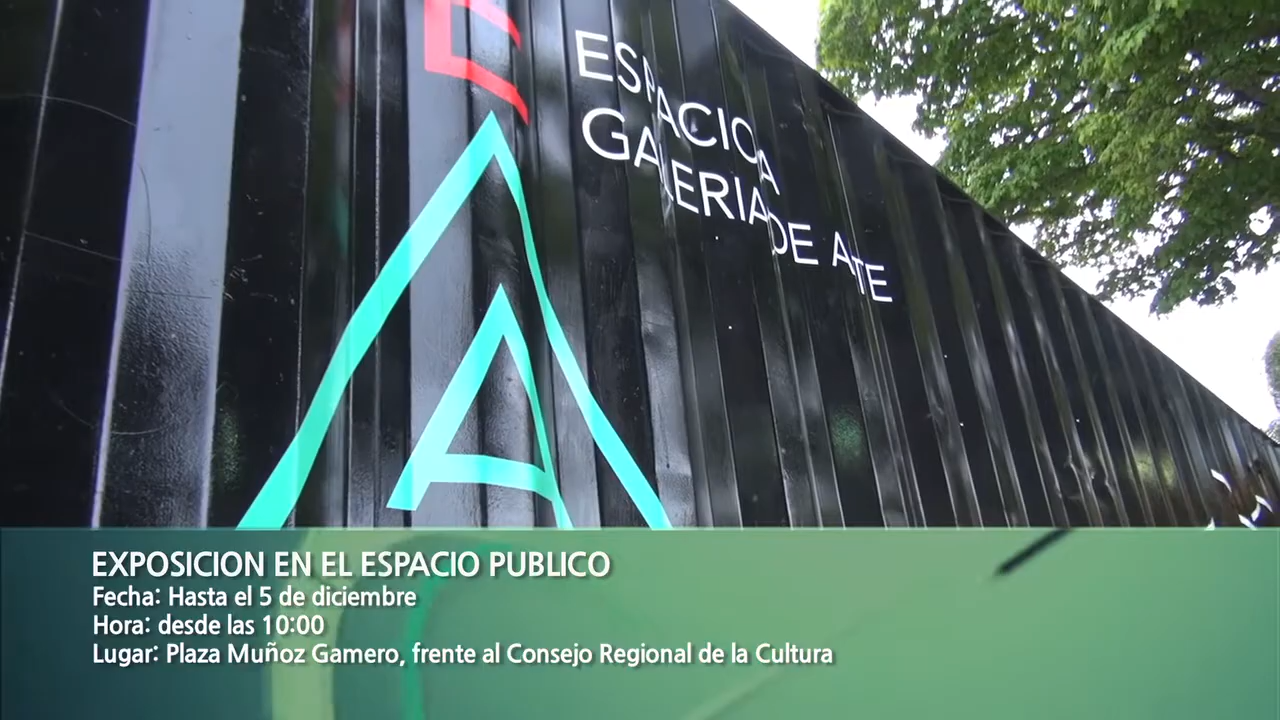 ESPACIO A
GALERIA DE ARTE
EXPOSICION EN EL ESPACIO PUBLICO
Fecha: Hasta el 5 de diciembre
Hora: desde las 10:00
Lugar: Plaza Muñoz Gamero, frente al Consejo Regional de la Cultura